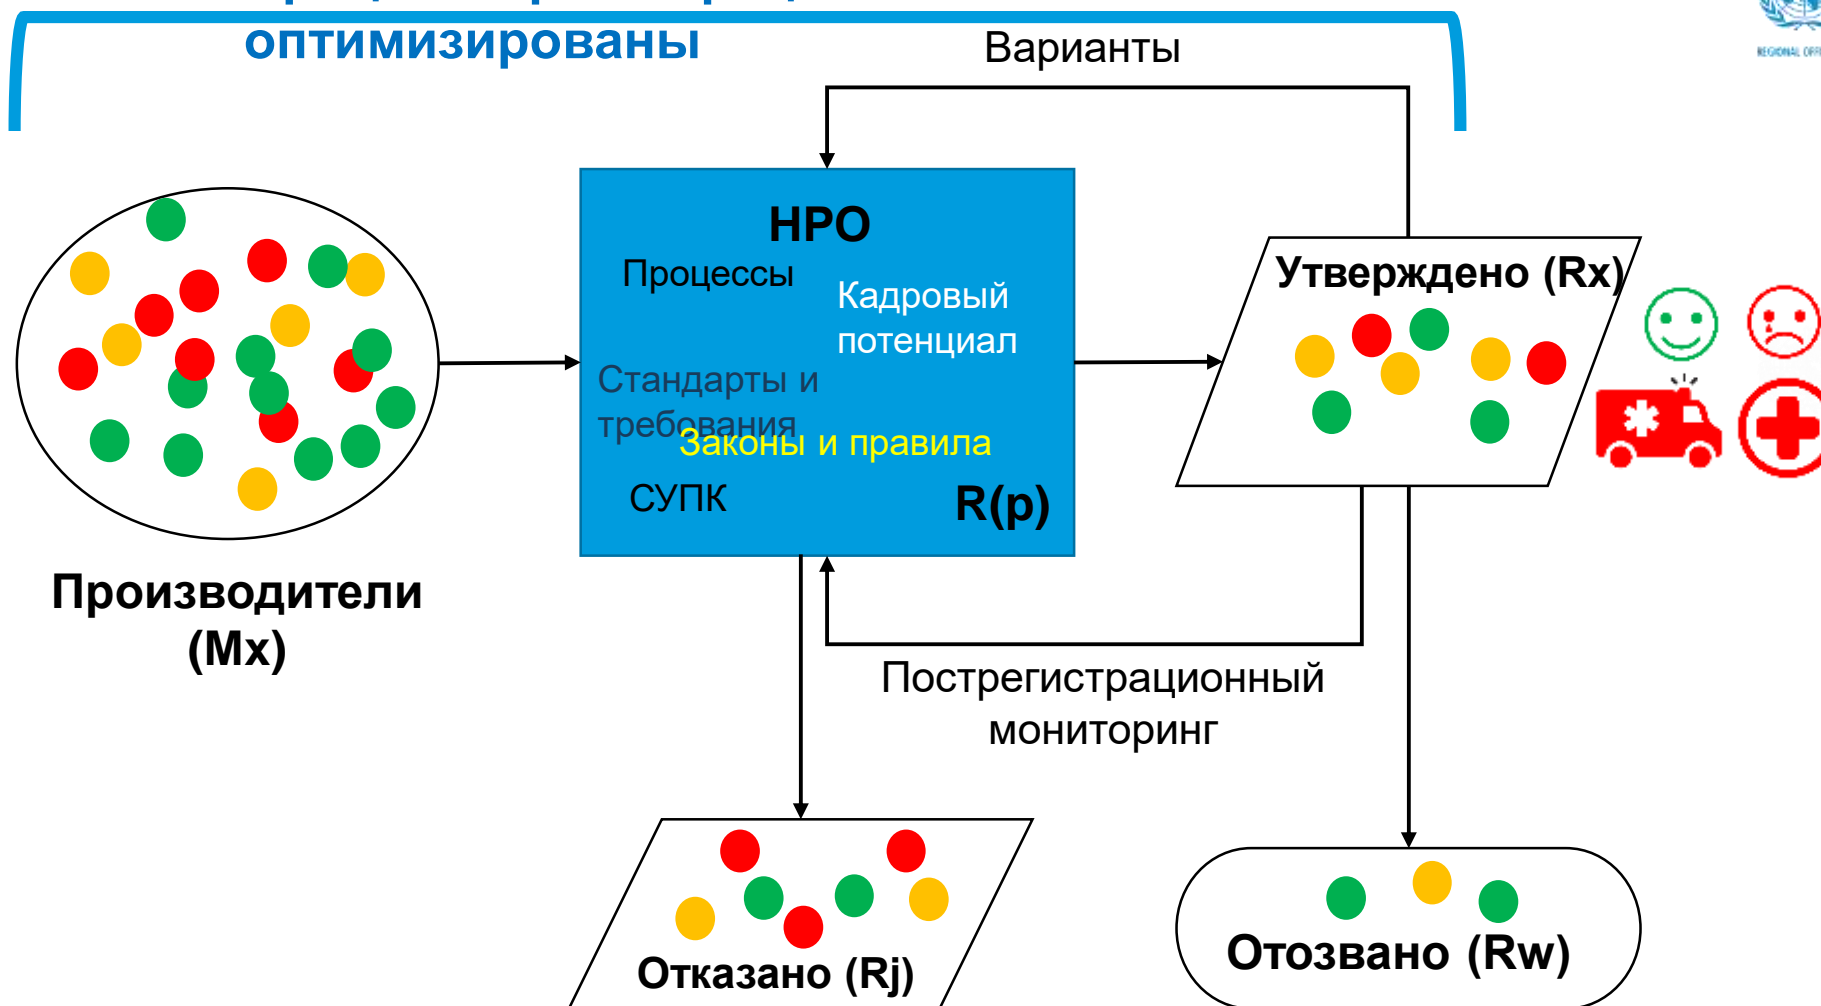 оптимизированы
Варианты
НРО
Процессы
Кадровый
потенциал
Стандарты и
требования
Законы и правила
СУПК
R(p)
Утверждено (Rx)
Производители
(Mx)
Пострегистрационный
мониторинг
Отказано (Rj)
Отозвано (Rw)
REGIONAL